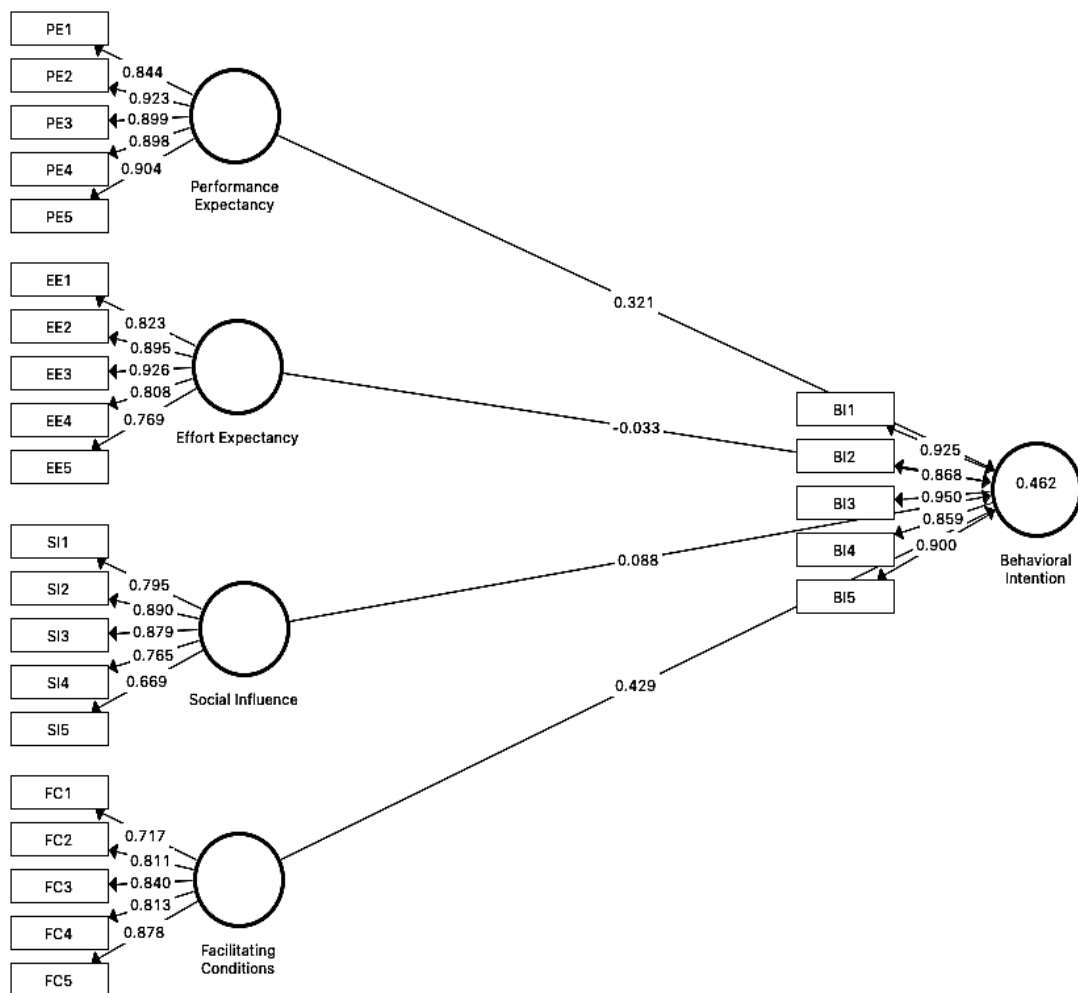 PE1
0.844
PE2
0.923
PE3
0.899
0.898
PE4
0.904
PE5
Performance
Expectancy
EE1
0.823
EE2
0.895
EE3
0.926
0.808
EE4
0.769
EE5
Effort Expectancy
SI1
0.795
SI2
0.890
SI3
0.879
0.765
SI4
0.669
SI5
Social Influence
FC1
0.717
FC2
0.811
FC3
0.840
0.813
FC4
0.878
FC5
Facilitating
Conditions
0.321
-0.033
0.088
0.429
BI1
0.925
BI2
0.868
BI3
0.950
0.859
BI4
0.900
BI5
0.462
Behavioral
Intention